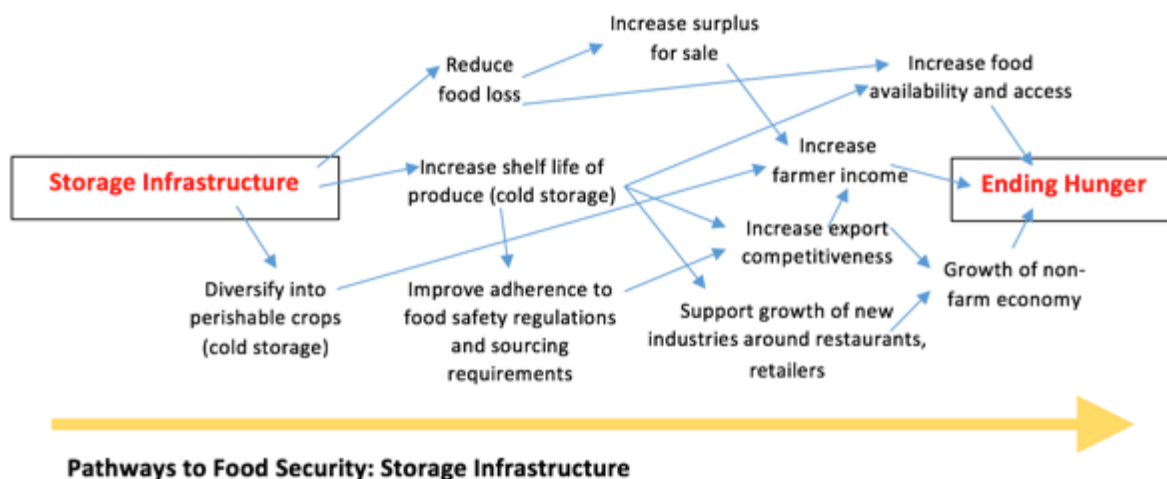 Increase surplus
for sale
Reduce
food loss
Increase food
availability and access
Storage Infrastructure
Increase shelf life of
produce (cold storage)
Increase
farmer income
Ending Hunger
Increase export
competitiveness
Diversify into
perishable crops
(cold storage)
Improve adherence to
food safety regulations
and sourcing
requirements
Support growth of new
industries around restaurants,
retailers
Growth of non-
farm economy
Pathways to Food Security: Storage Infrastructure